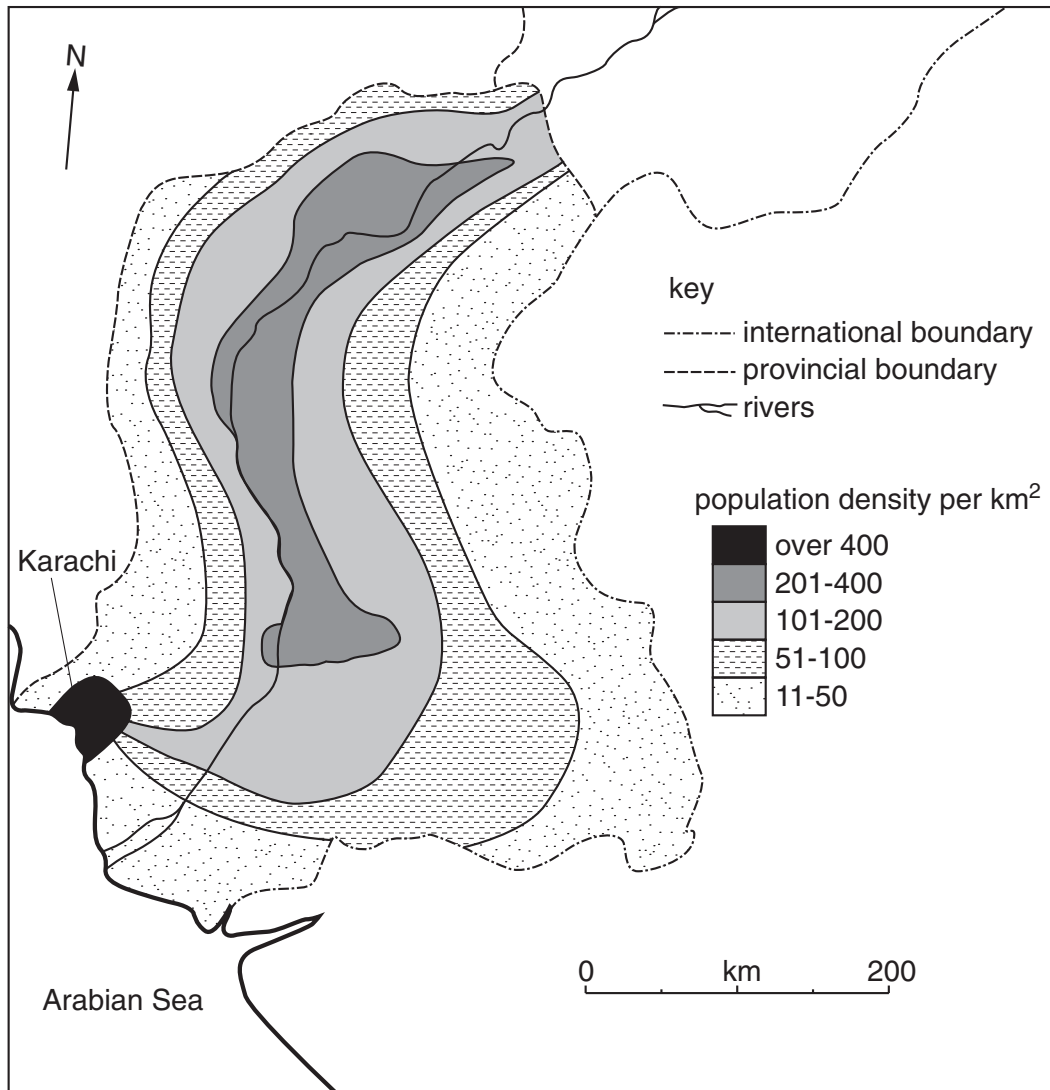 N
key
international boundary
provincial boundary
rivers
population density per km²
over 400
Karachi
201-400
101-200
51-100
11-50
0 km 200
Arabian Sea